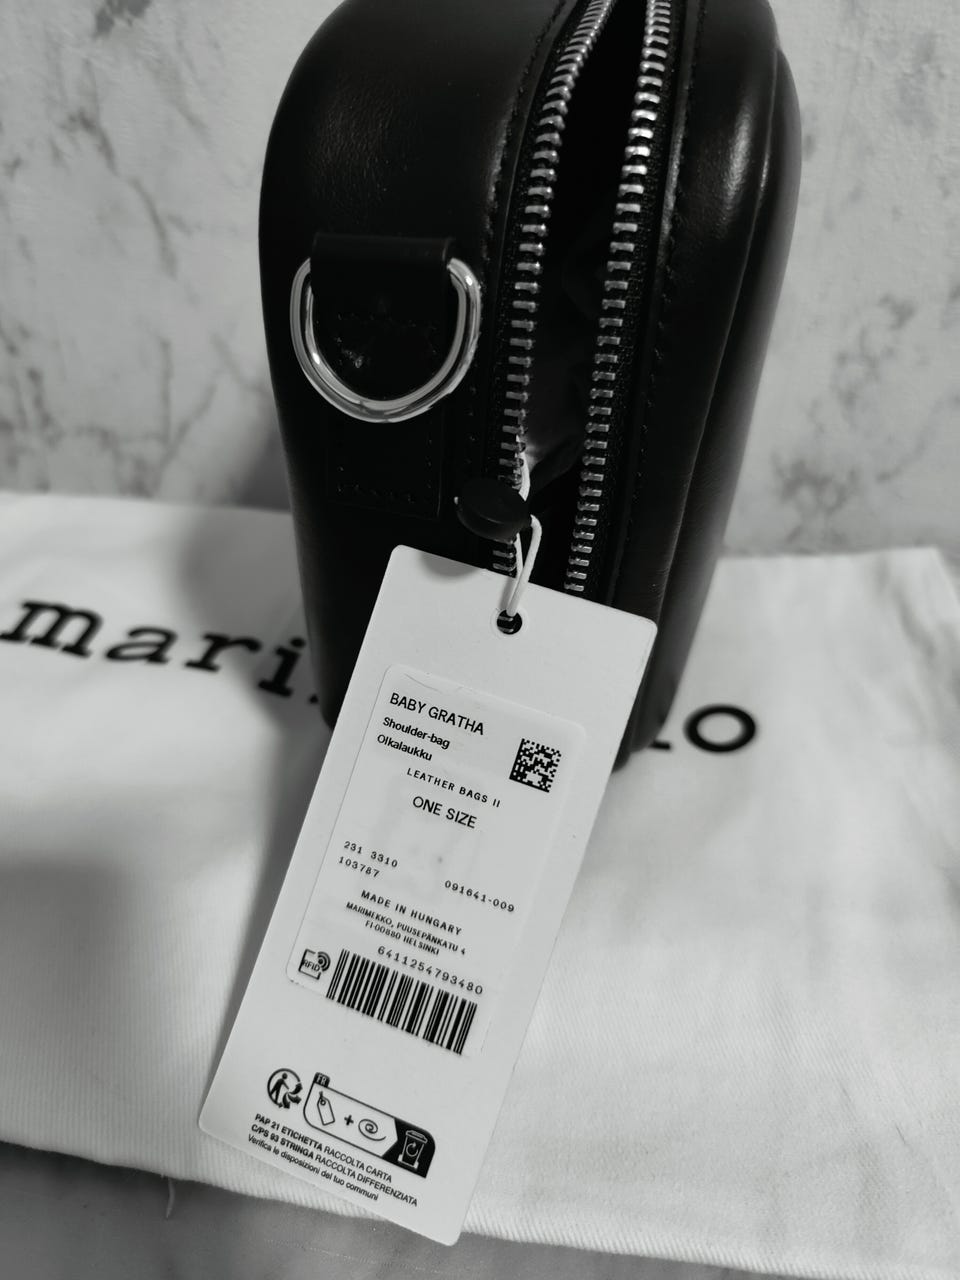 mari
o
BABY GRATHA
Shoulder-bag
Olkalaukku
LEATHER BAGS II
ONE SIZE
231 3310
103787
091641-009
MADE IN HUNGARY
MARIMEKKO, PUUSEPÄNKATU 4
FI-00880 HELSINKI
6411254793480
RFID
FR
PAP 21 ETICHETTA RACCOLTA CARTA
C/PS 93 STRINGA RACCOLTA DIFFERENZIATA
Verifica le disposizioni del tuo communi